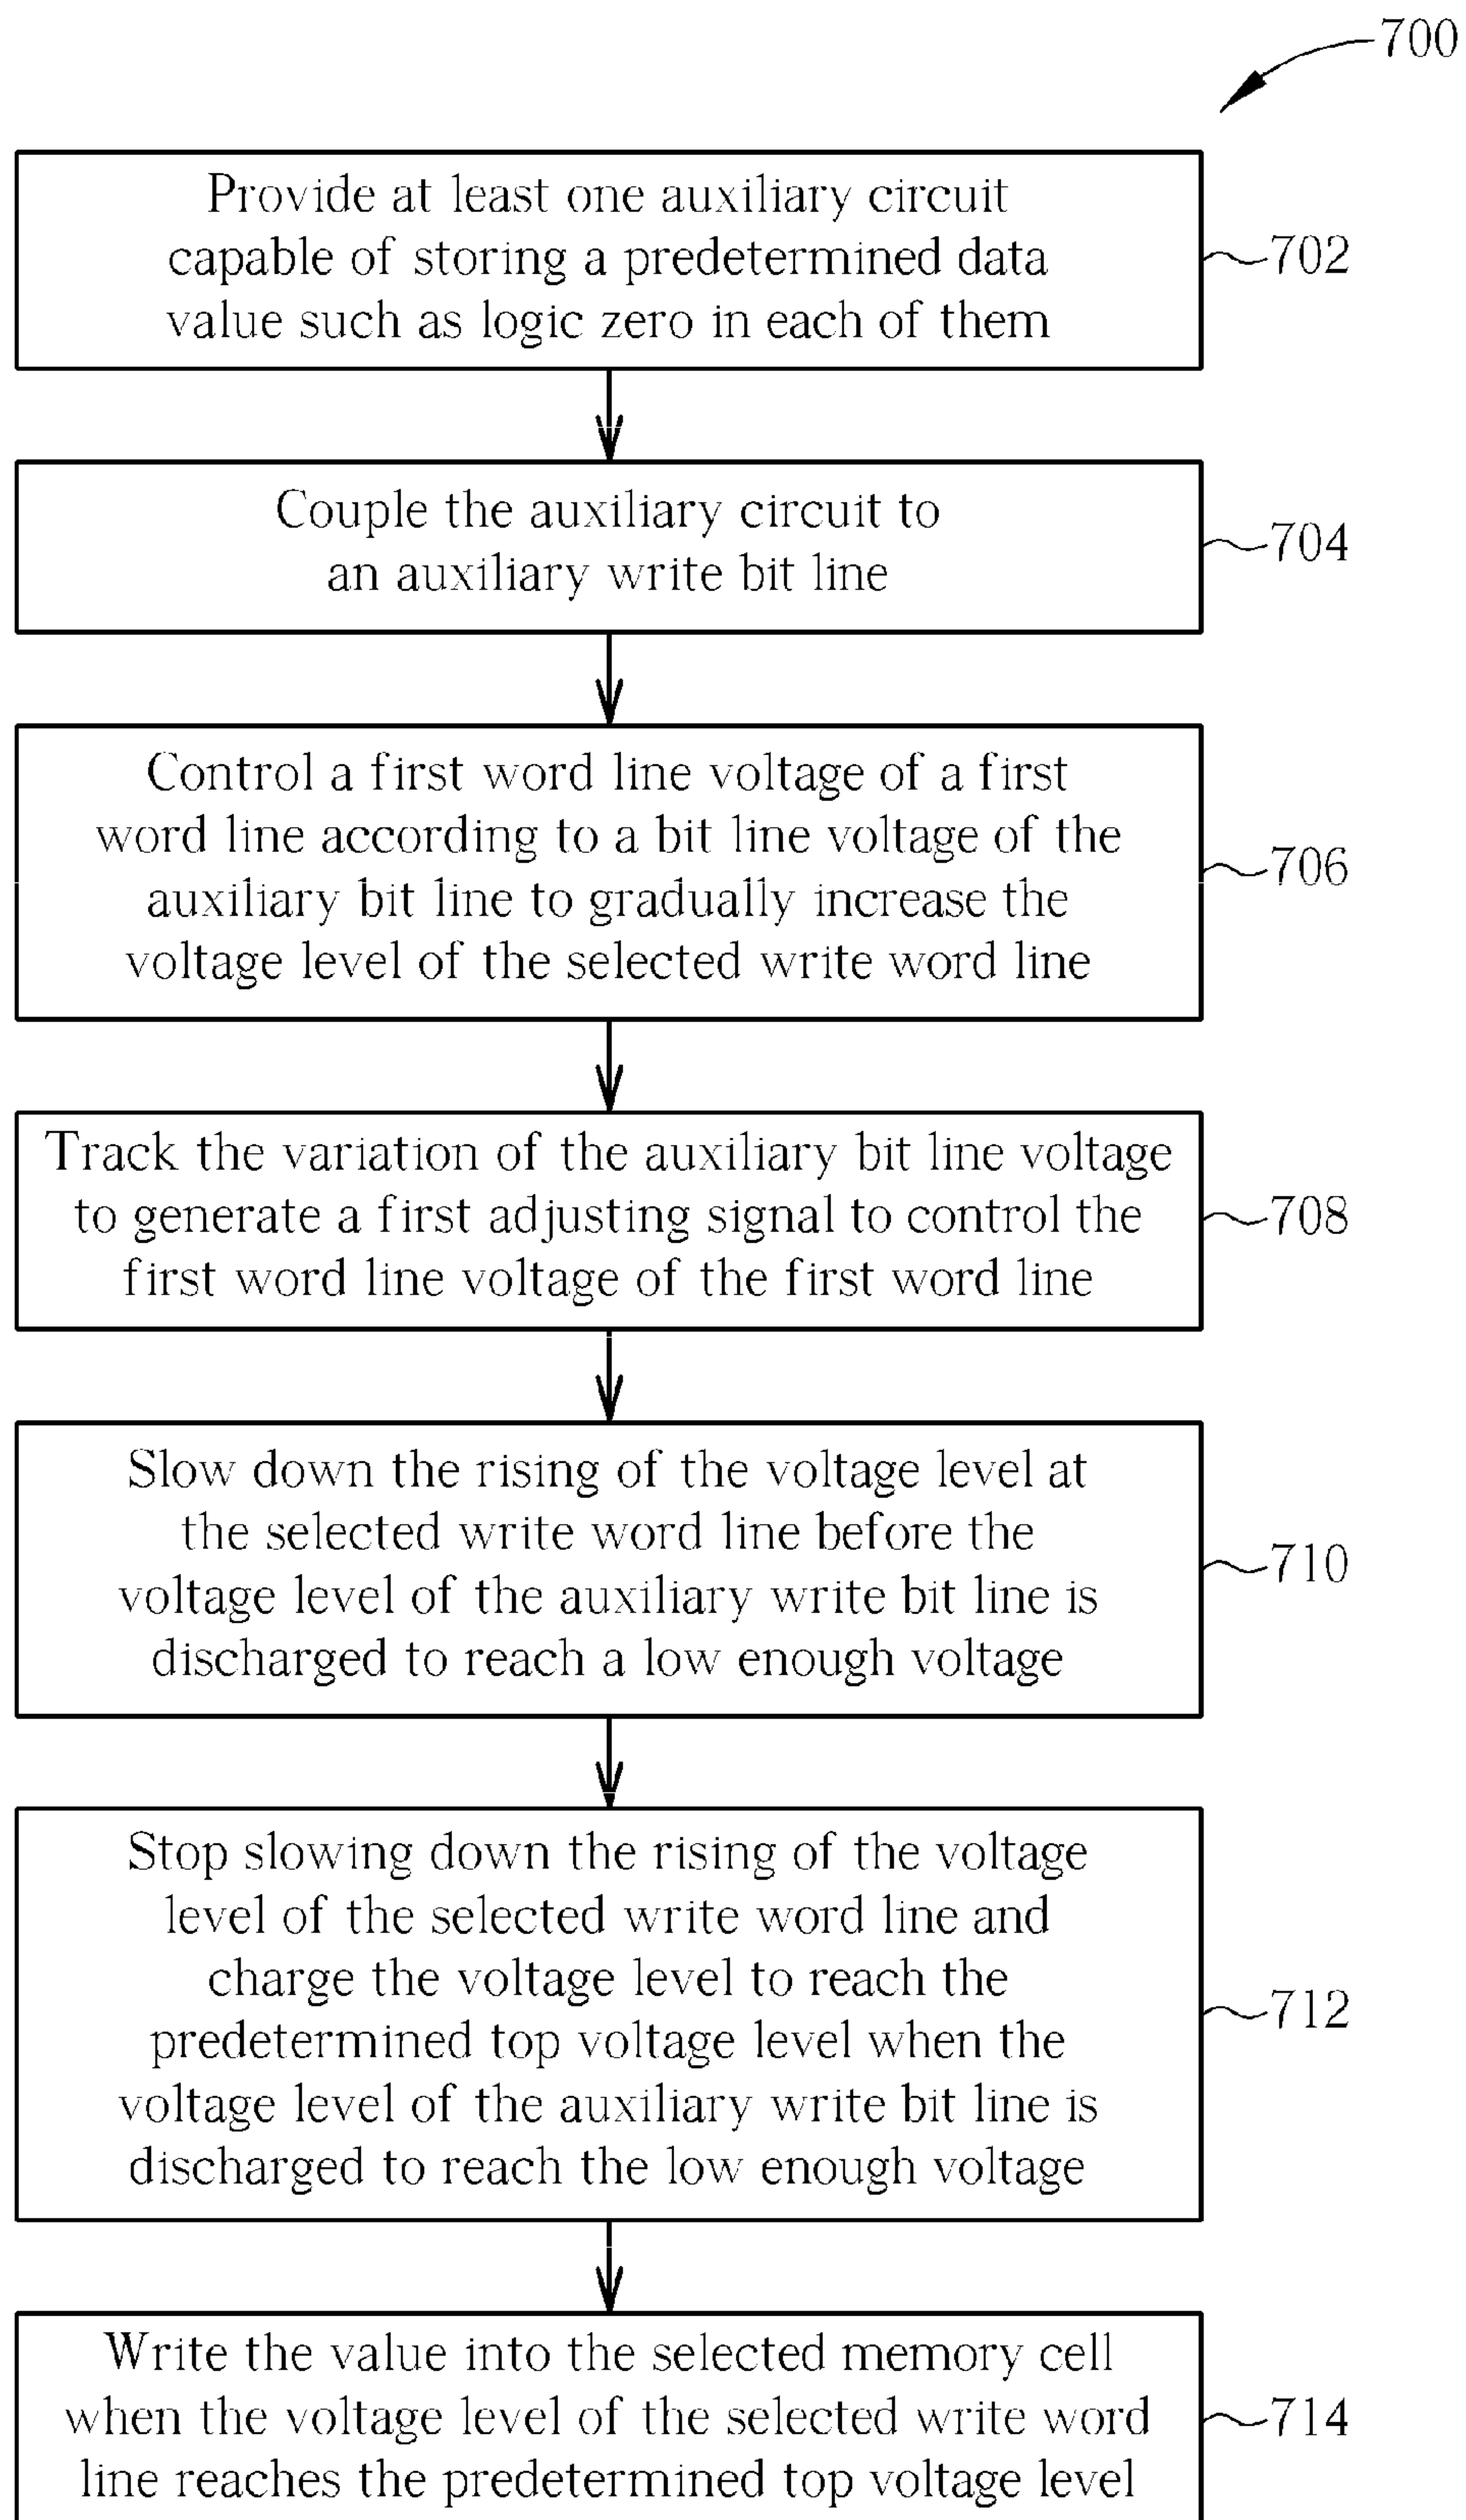 700
Provide at least one auxiliary circuit
capable of storing a predetermined data
value such as logic zero in each of them
702
Couple the auxiliary circuit to
an auxiliary write bit line
704
Control a first word line voltage of a first
word line according to a bit line voltage of the
auxiliary bit line to gradually increase the
voltage level of the selected write word line
706
Track the variation of the auxiliary bit line voltage
to generate a first adjusting signal to control the
first word line voltage of the first word line
708
Slow down the rising of the voltage level at
the selected write word line before the
voltage level of the auxiliary write bit line is
discharged to reach a low enough voltage
710
Stop slowing down the rising of the voltage
level of the selected write word line and
charge the voltage level to reach the
predetermined top voltage level when the
voltage level of the auxiliary write bit line is
discharged to reach the low enough voltage
712
Write the value into the selected memory cell
when the voltage level of the selected write word
line reaches the predetermined top voltage level
714